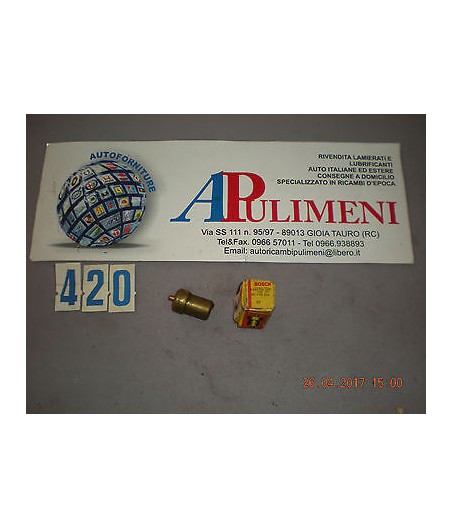 AUTOFORNITURE
APULIMENI
RIVENDITA LAMIERATI E
LUBRIFICANTI
AUTO ITALIANE ED ESTERE
CONSEGNE A DOMICILIO
SPECIALIZZATO IN RICAMBI D'EPOCA
Via SS 111 n. 95/97 - 89013 GIOIA TAURO (RC)
Tel&Fax. 0966 57011 - Tel 0966.938893
Email: autoricambipulimeni@libero.it
420
BOSCH
26.04.2017 15:00